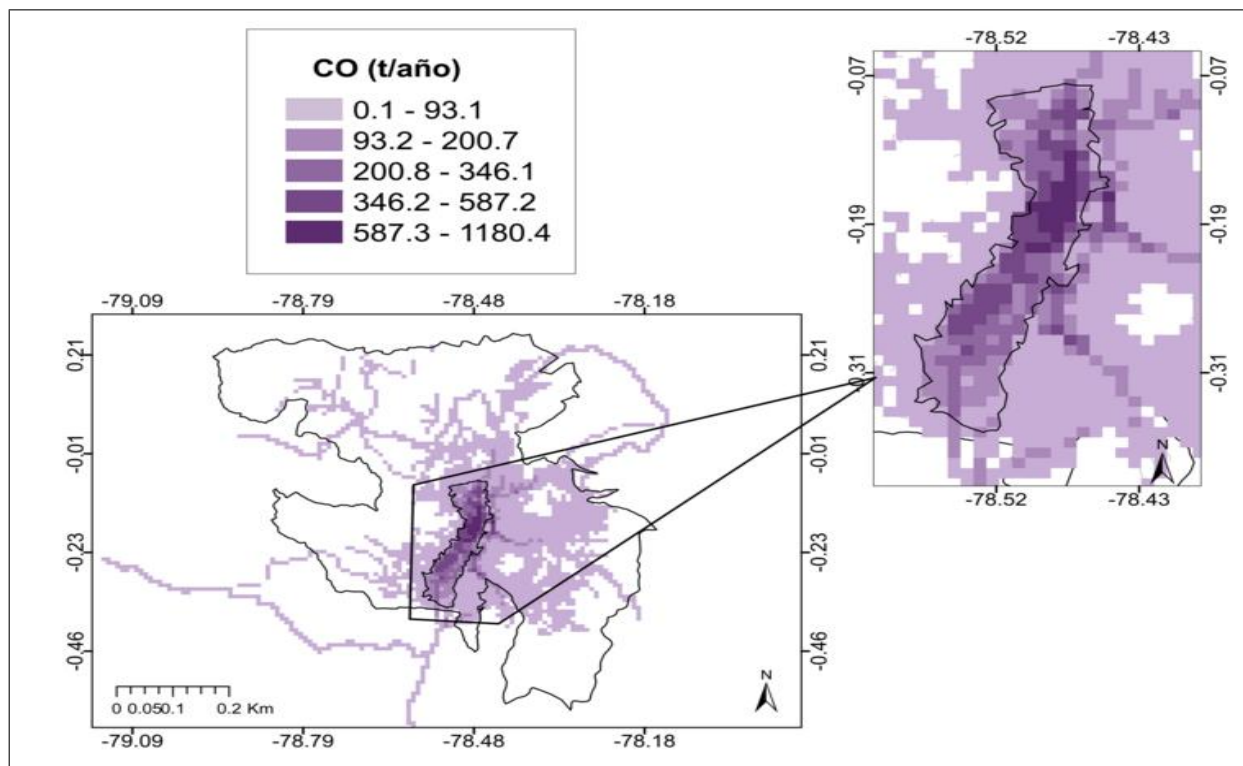 CO (t/año)
0.1 - 93.1
93.2 - 200.7
200.8 - 346.1
346.2 - 587.2
587.3 - 1180.4
-78.52 -78.43
-0.07 -0.07
-0.19 -0.19
-0.31 -0.31
N
-78.52 -78.43
-79.09 -78.79 -78.48 -78.18
0.21 0.21
-0.01 -0.01
-0.23 -0.23
-0.46 -0.46
N
0 0.050.1 0.2 Km
-79.09 -78.79 -78.48 -78.18